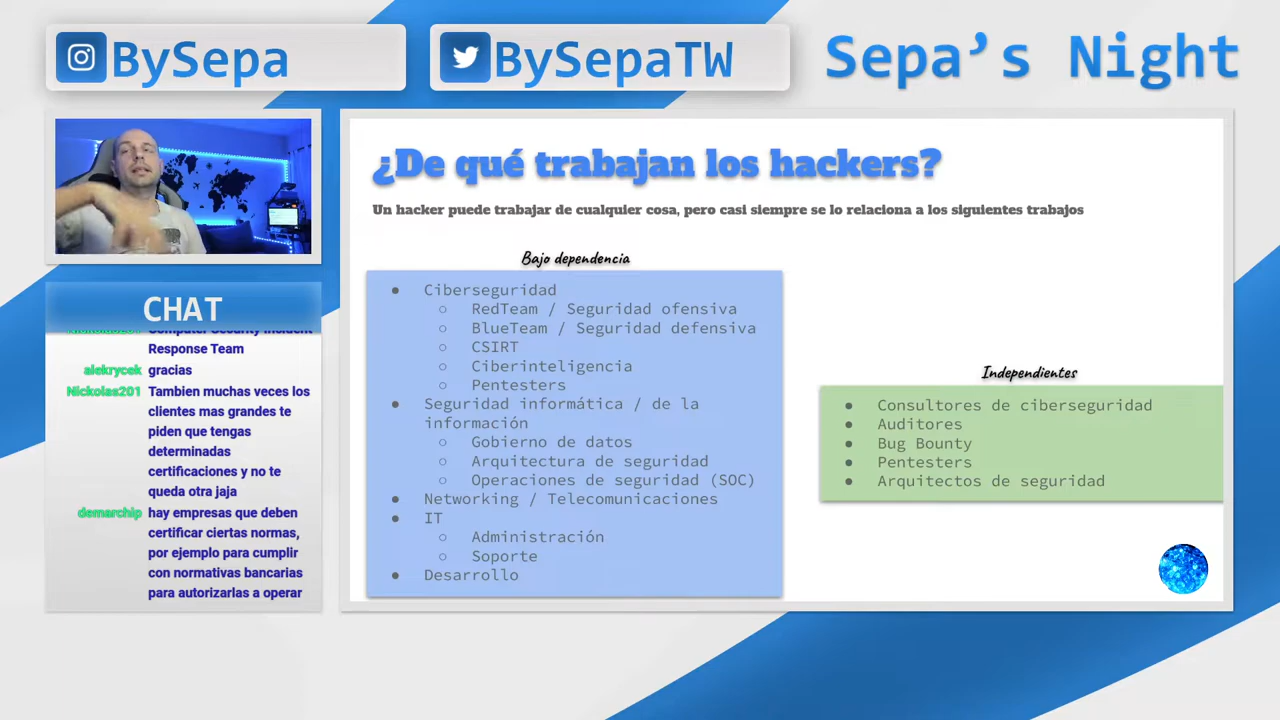 BySepa
BySepaTW
Sepa’s Night
¿De qué trabajan los hackers?
Un hacker puede trabajar de cualquier cosa, pero casi siempre se lo relaciona a los siguientes trabajos
Bajo dependencia
● Ciberseguridad
○ RedTeam / Seguridad ofensiva
○ BlueTeam / Seguridad defensiva
○ CSIRT
○ Ciberinteligencia
○ Pentesters
● Seguridad informática / de la
información
○ Gobierno de datos
○ Arquitectura de seguridad
○ Operaciones de seguridad (SOC)
● Networking / Telecomunicaciones
● IT
○ Administración
○ Soporte
● Desarrollo
Independientes
● Consultores de ciberseguridad
● Auditores
● Bug Bounty
● Pentesters
● Arquitectos de seguridad
CHAT
Nickolas201 Computer Security Incident
Response Team
alekrycek gracias
Nickolas201 Tambien muchas veces los
clientes mas grandes te
piden que tengas
determinadas
certificaciones y no te
queda otra jaja
demarchip hay empresas que deben
certificar ciertas normas,
por ejemplo para cumplir
con normativas bancarias
para autorizarlas a operar